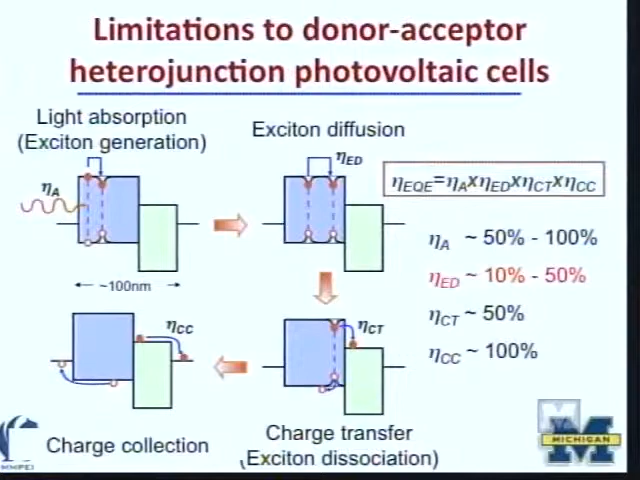 Limitations to donor-acceptor
heterojunction photovoltaic cells
Light absorption
(Exciton generation)
Exciton diffusion
ηA
ηED
ηEQE=ηAxηEDxηCTxηCC
ηA ~ 50% - 100%
ηED ~ 10% - 50%
ηCT ~ 50%
ηCC ~ 100%
~100nm
ηCC
ηCT
Charge collection
Charge transfer
(Exciton dissociation)
MICHIGAN